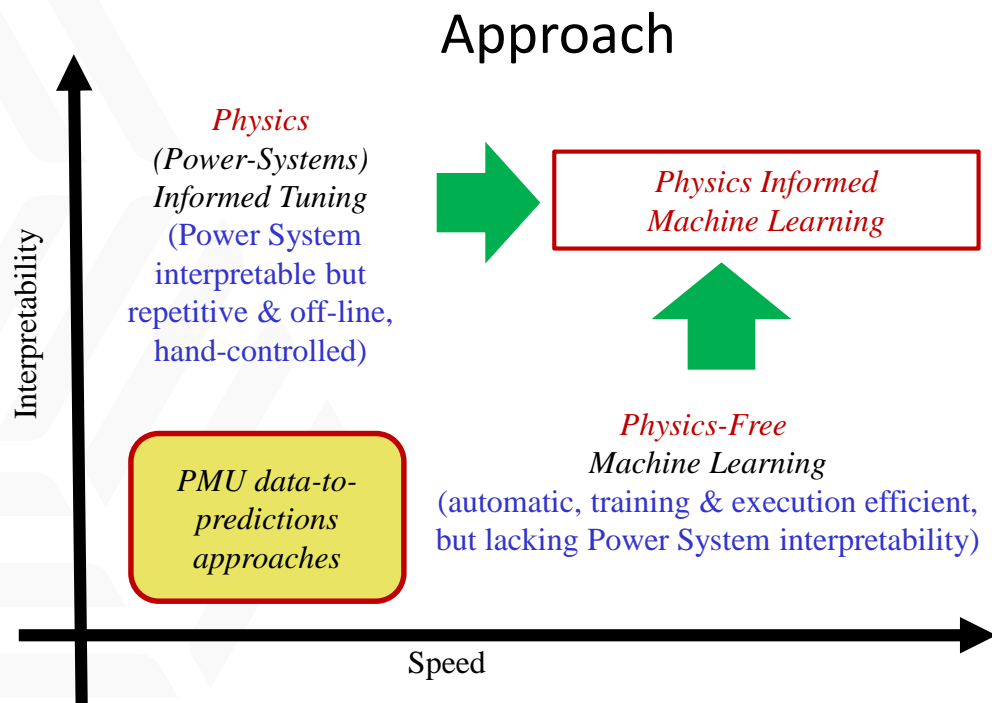 Approach
Interpretability
Physics
(Power-Systems)
Informed Tuning
(Power System
interpretable but
repetitive & off-line,
hand-controlled)
Physics Informed
Machine Learning
PMU data-to-
predictions
approaches
Physics-Free
Machine Learning
(automatic, training & execution efficient,
but lacking Power System interpretability)
Speed